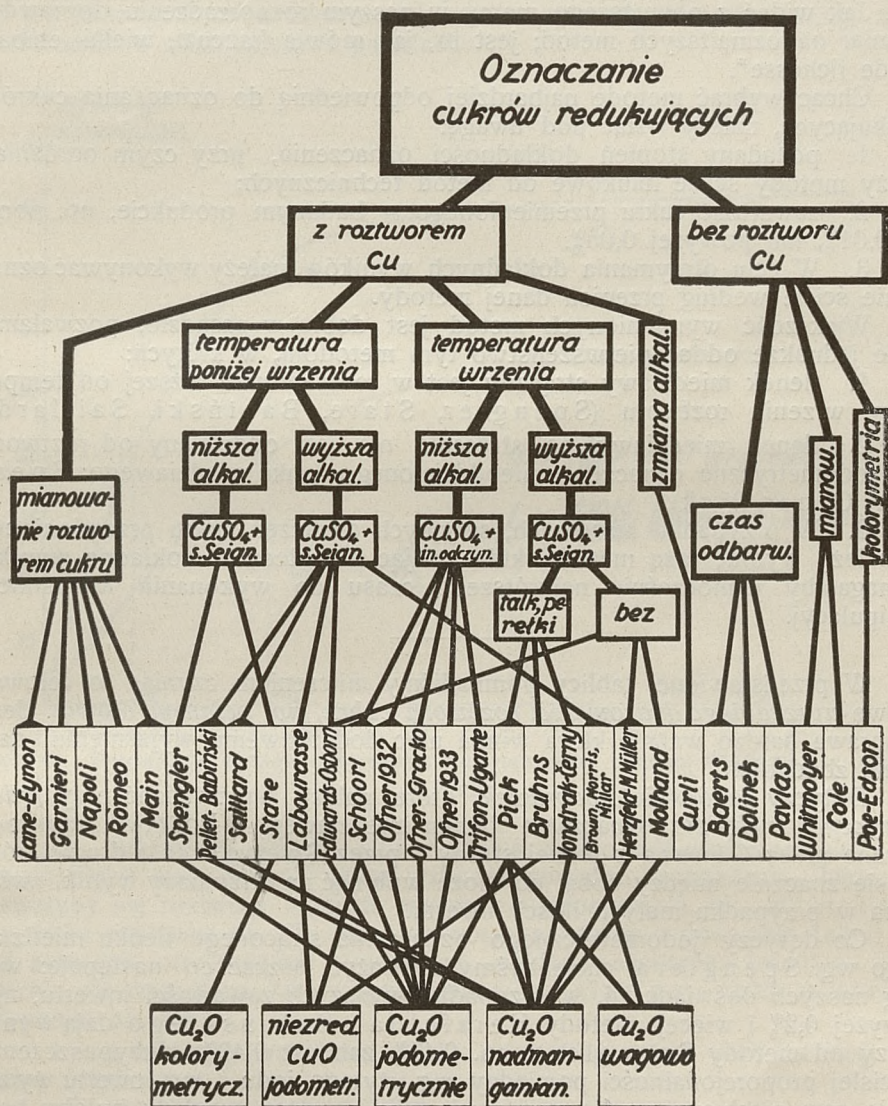 Oznaczanie
cukrów redukujących
z roztworem
Cu
bez roztworu
Cu
temperatura
poniżej wrzenia
temperatura
wrzenia
zmiana alkal.
niższa
alkal.
wyższa
alkal.
niższa
alkal.
wyższa
alkal.
mianow.
kolorymetria
mianowa-
nie roztwo-
rem cukru
CuSO₄+
s.Seign.
CuSO₄+
s.Seign.
CuSO₄+
in.odczyn.
CuSO₄+
s.Seign.
czas
odbarw.
talk, pe-
rełki
bez
Lane-Eynon
Garnieri
Nápoli
Rómeo
Main
Spengler
Pellet-Babiński
Saillard
Stare
Labourasse
Edwards-Osborn
Schoorl
Ofner 1932
Ofner-Gracko
Ofner 1933
Trifon-Ugarte
Pick
Bruhns
Vondrak-Černy
Brown, Morris,
Millar
Herzfeld-M.Müller
Molhand
Curli
Baerts
Dolinek
Pavlas
Whitmoyer
Cole
Poe-Edson
Cu₂O
kolory-
metrycz.
niezred.
CuO
jodometr.
Cu₂O
jodome-
trycznie
Cu₂O
nadman-
ganian.
Cu₂O
wagowo